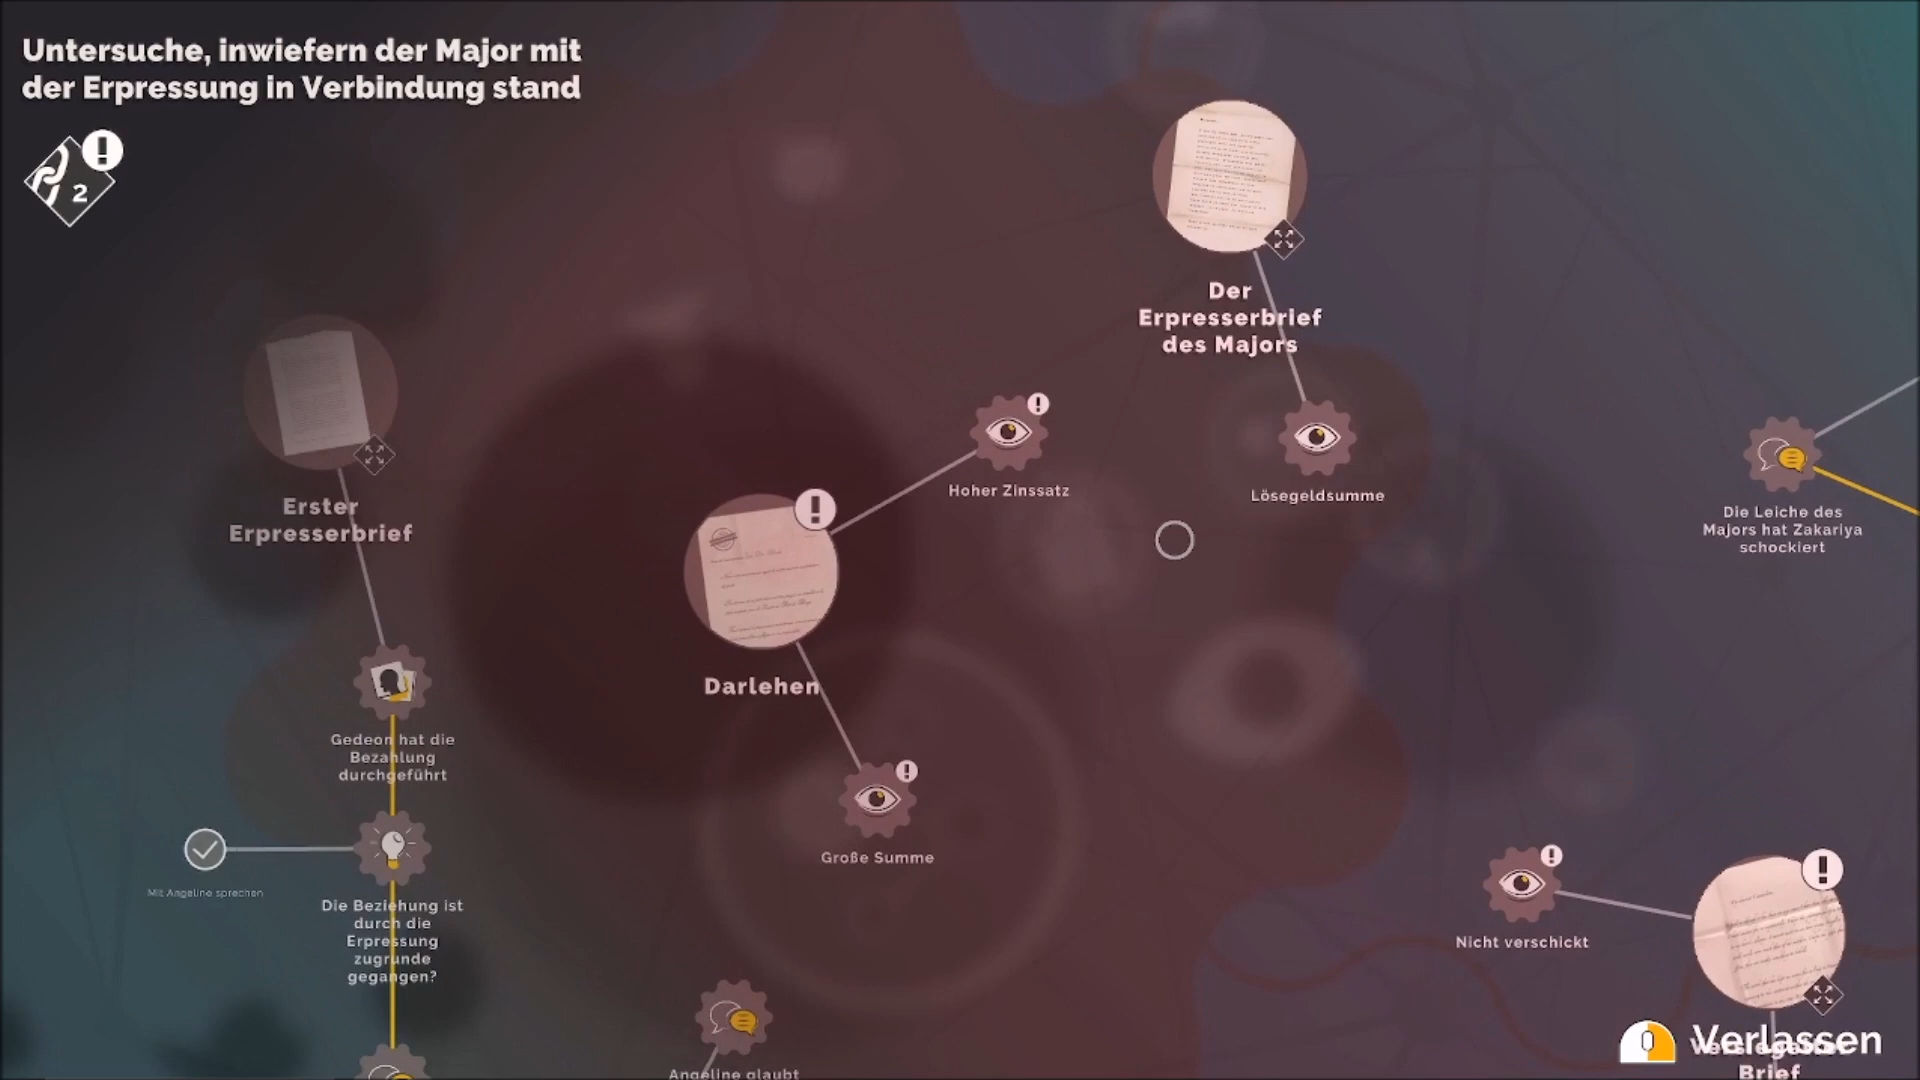 Untersuche, inwiefern der Major mit
der Erpressung in Verbindung stand
2
Der
Erpresserbrief
des Majors
Hoher Zinssatz
Lösegeldsumme
Erster
Erpresserbrief
Die Leiche des
Majors hat Zakariya
schockiert
Darlehen
Gedeon hat die
Bezahlung
durchgeführt
Große Summe
Mit Angeline sprechen
Die Beziehung ist
durch die
Erpressung
zugrunde
gegangen?
Nicht verschickt
Angeline glaubt
Verlassen
Versiegelter
Brief